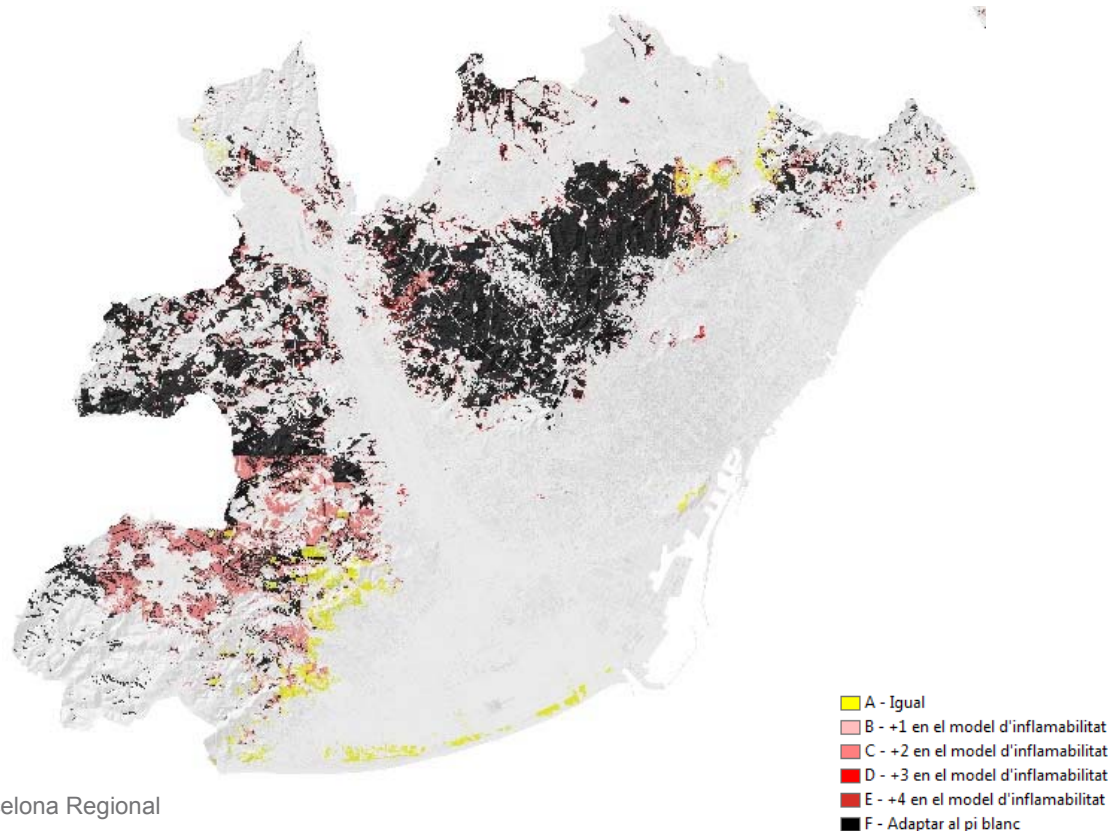 A - Igual
B - +1 en el model d'inflamabilitat
C - +2 en el model d'inflamabilitat
D - +3 en el model d'inflamabilitat
E - +4 en el model d'inflamabilitat
F - Adaptar al pi blanc
elona Regional